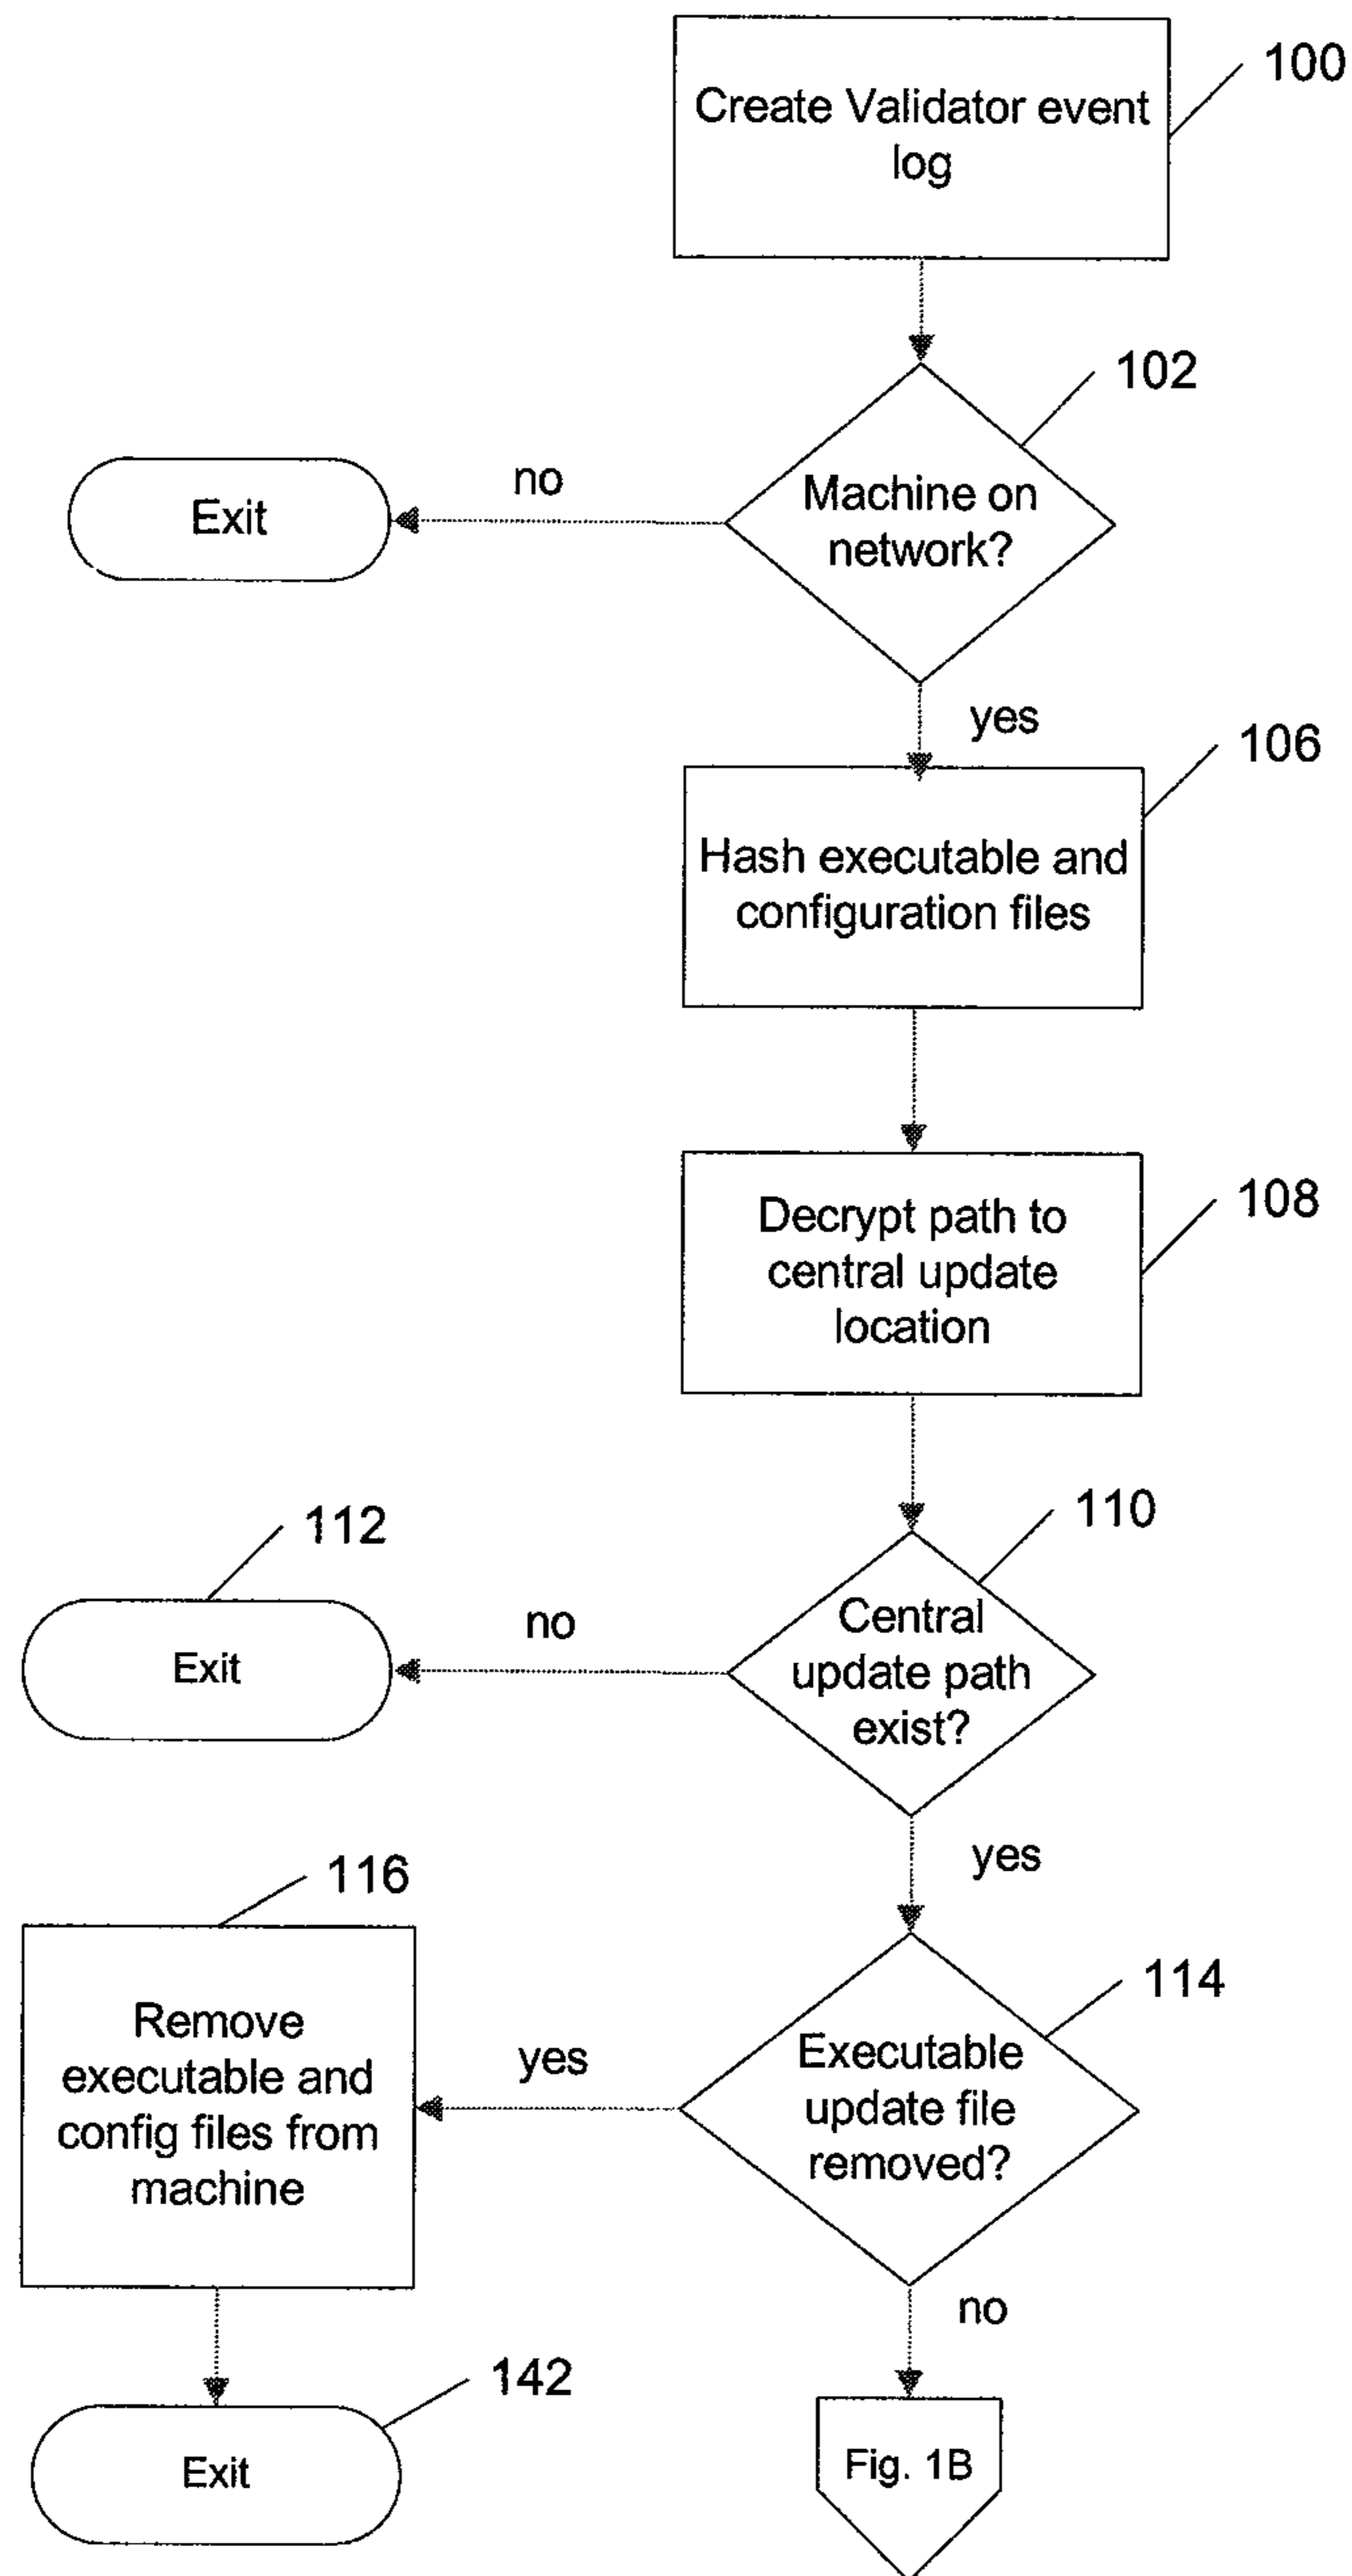 Create Validator event
log
100
102
Machine on
network?
no
Exit
yes
106
Hash executable and
configuration files
108
Decrypt path to
central update
location
110
Central
update path
exist?
112
no
Exit
yes
114
Executable
update file
removed?
116
yes
Remove
executable and
config files from
machine
no
142
Exit
Fig. 1B